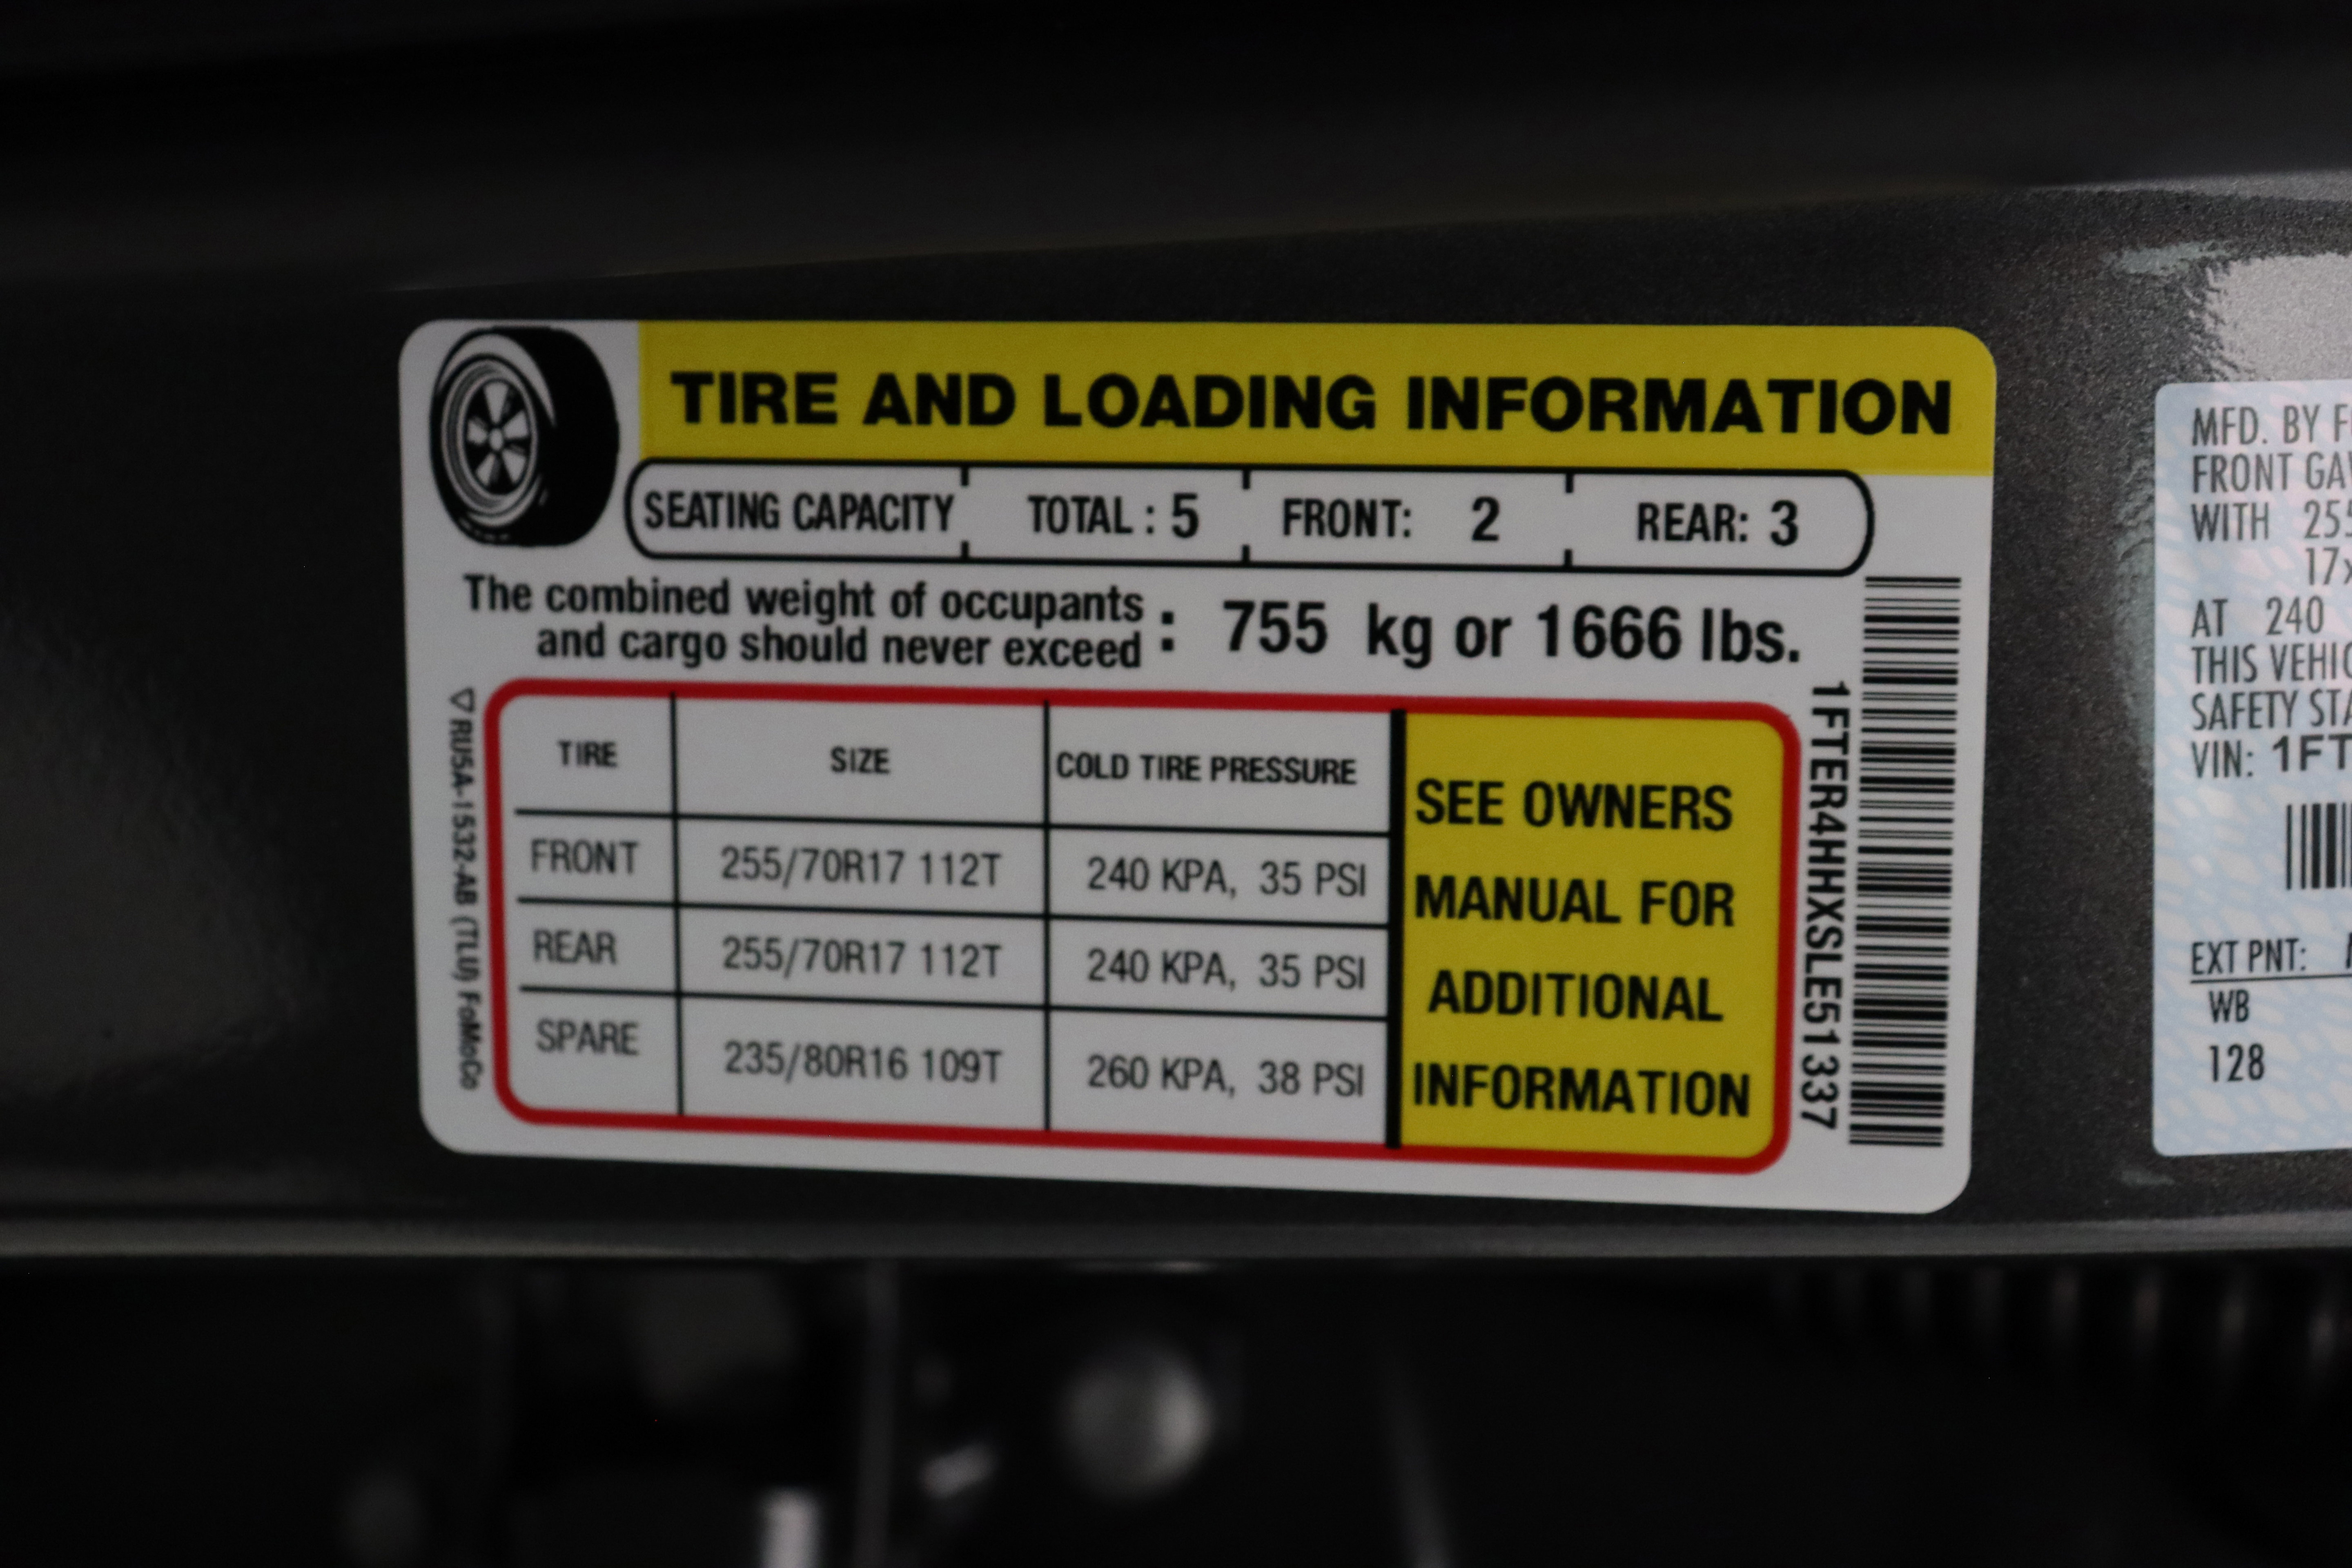 TIRE AND LOADING INFORMATION
SEATING CAPACITY TOTAL : 5 FRONT: 2 REAR: 3
The combined weight of occupants
and cargo should never exceed : 755 kg or 1666 lbs.
TIRE SIZE COLD TIRE PRESSURE
FRONT 255/70R17 112T 240 KPA, 35 PSI
REAR 255/70R17 112T 240 KPA, 35 PSI
SPARE 235/80R16 109T 260 KPA, 38 PSI
SEE OWNERS
MANUAL FOR
ADDITIONAL
INFORMATION
1FTER4HHXSLE51337
RU5A-15332-AB (TLU) FoMoCo
MFD. BY
FRONT
WITH
AT 240
THIS
SAFETY
VIN:
EXT PNT:
WB
128